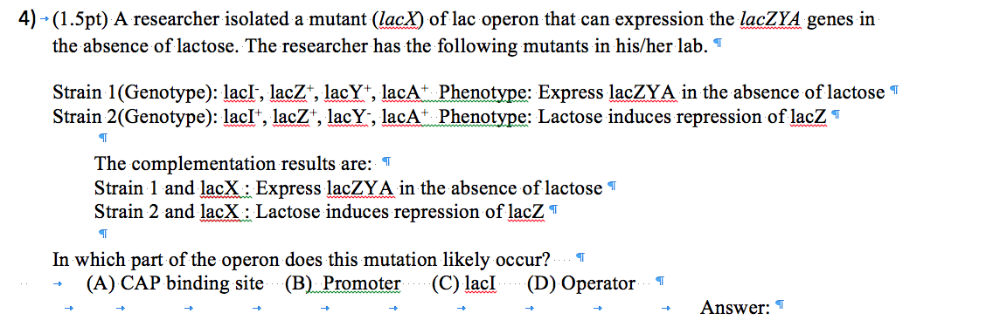 4) (1.5pt) A researcher isolated a mutant (lacX) of lac operon that can expression the lacZYA genes in
the absence of lactose. The researcher has the following mutants in his/her lab. ¶
Strain 1(Genotype): lacI⁻, lacZ⁺, lacY⁺, lacA⁺ Phenotype: Express lacZYA in the absence of lactose ¶
Strain 2(Genotype): lacI⁺, lacZ⁺, lacY⁻, lacA⁺ Phenotype: Lactose induces repression of lacZ ¶
¶
The complementation results are: ¶
Strain 1 and lacX : Express lacZYA in the absence of lactose ¶
Strain 2 and lacX : Lactose induces repression of lacZ ¶
¶
In which part of the operon does this mutation likely occur? ¶
(A) CAP binding site (B) Promoter (C) lacI (D) Operator ¶
Answer: ¶